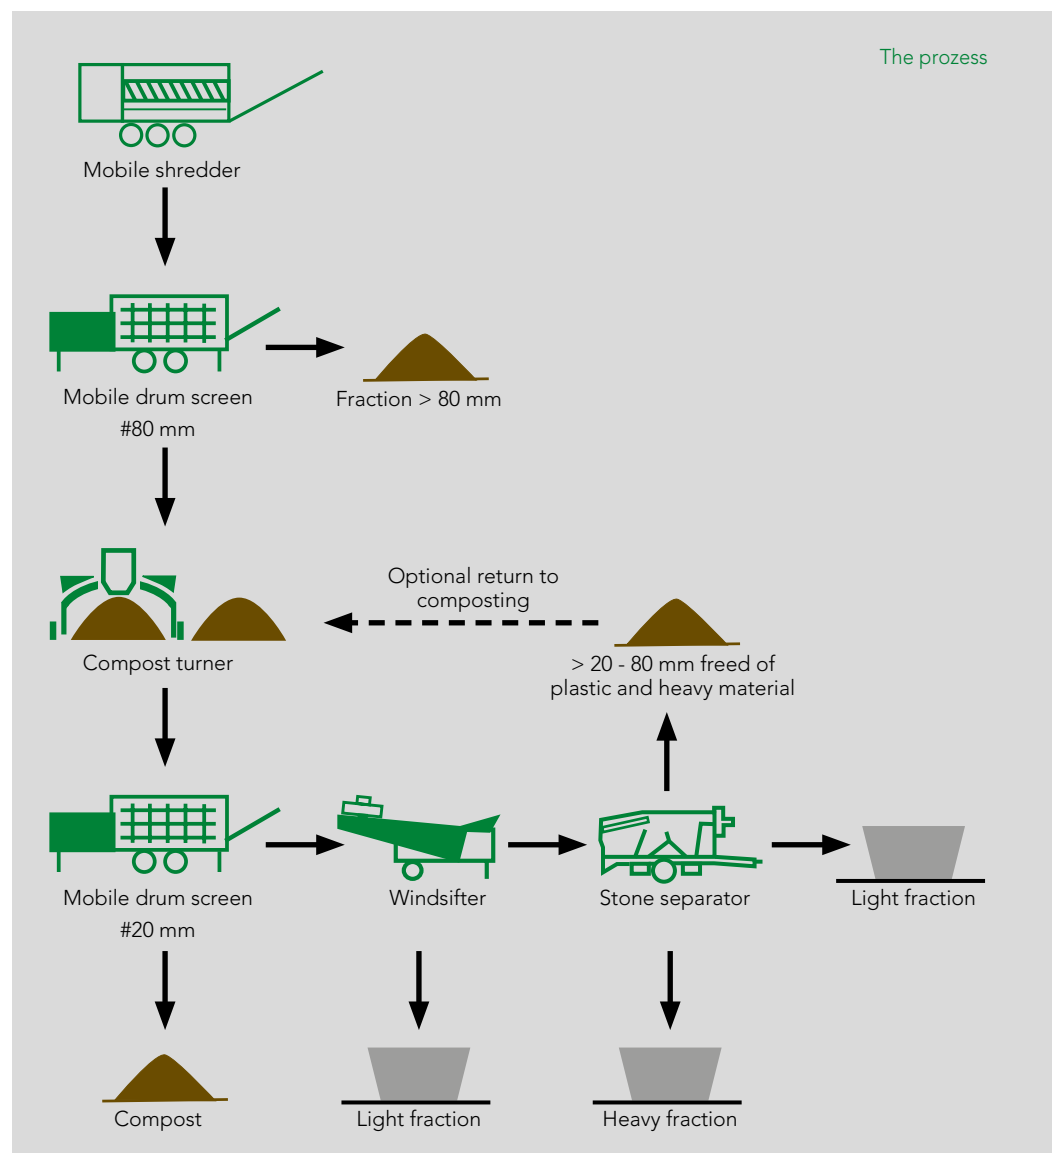 The prozess
Mobile shredder
Mobile drum screen
#80 mm
Fraction > 80 mm
Optional return to
composting
Compost turner
> 20 - 80 mm freed of
plastic and heavy material
Mobile drum screen
#20 mm
Windsifter
Stone separator
Light fraction
Compost
Light fraction
Heavy fraction